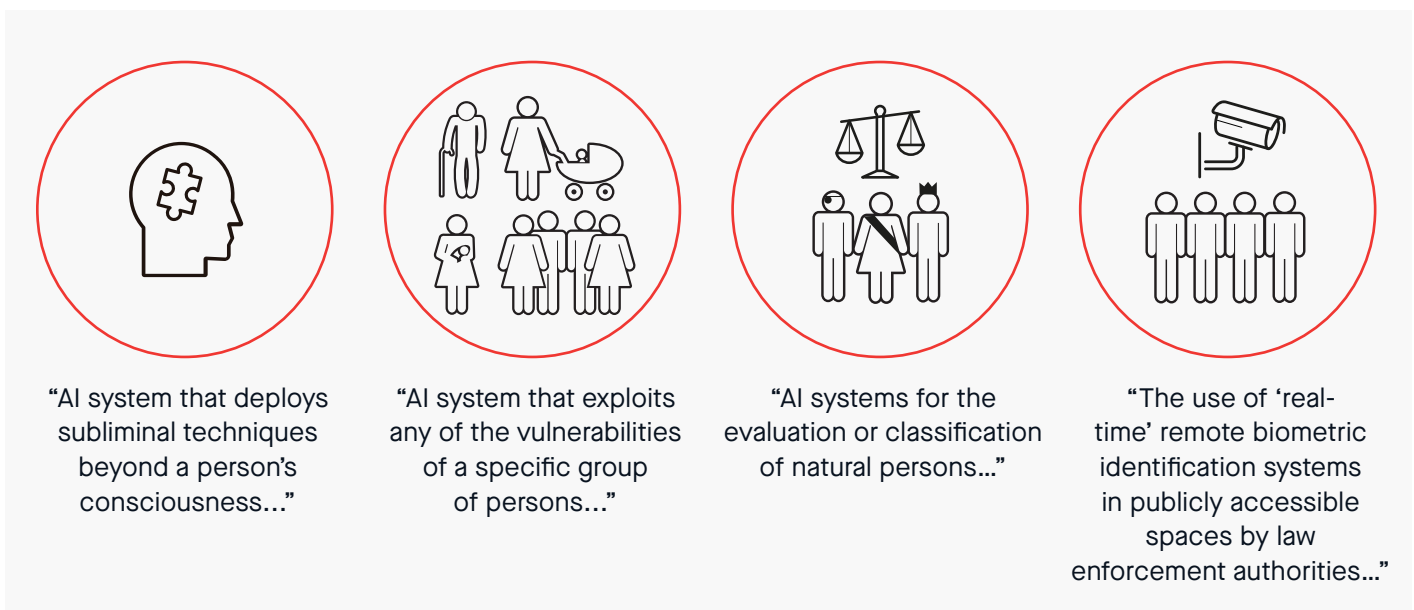 “AI system that deploys
subliminal techniques
beyond a person’s
consciousness...”
“AI system that exploits
any of the vulnerabilities
of a specific group
of persons...”
“AI systems for the
evaluation or classification
of natural persons...”
“The use of ‘real-
time’ remote biometric
identification systems
in publicly accessible
spaces by law
enforcement authorities...”